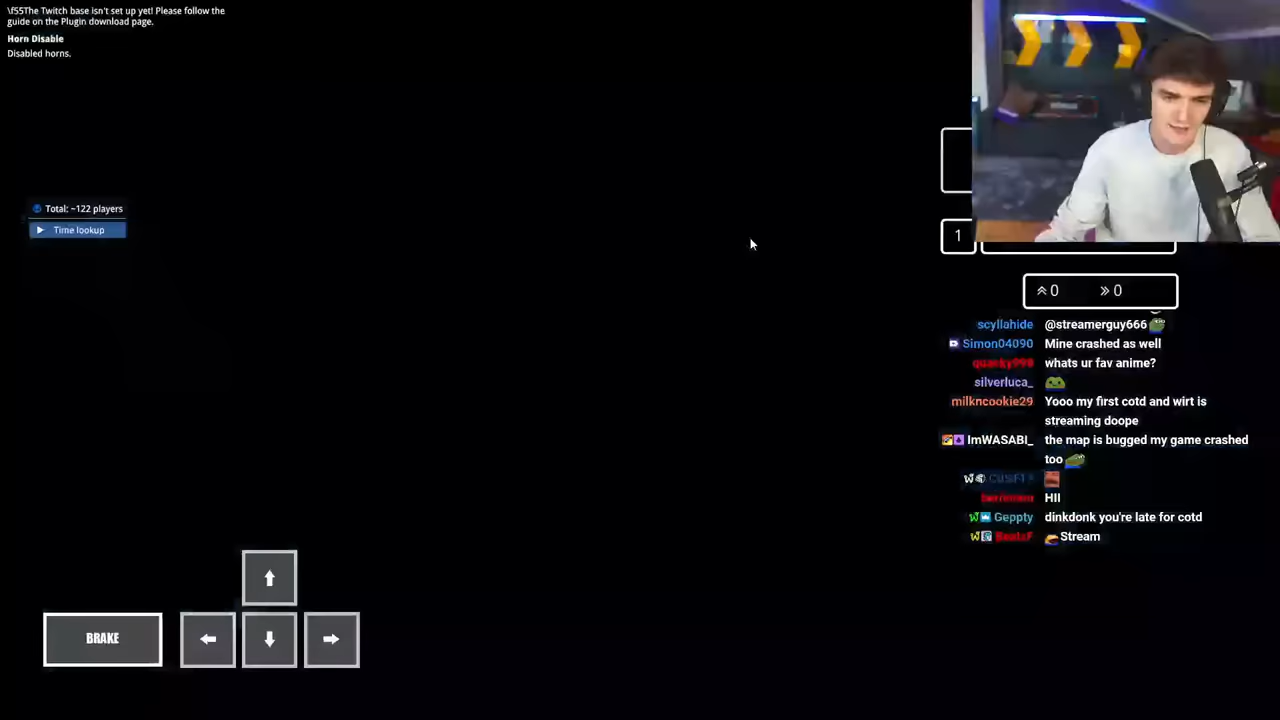 \f55The Twitch base isn't set up yet! Please follow the
guide on the Plugin download page.
Horn Disable
Disabled horns.
Total: ~122 players
Time lookup
1
0 0
scyllahide @streamerguy666
Simon04090 Mine crashed as well
quacky998 whats ur fav anime?
silverluca_
milkncookie29 Yooo my first cotd and wirt is
streaming doope
ImWASABI_ the map is bugged my game crashed
too
HII
Geppty dinkdonk you're late for cotd
Stream
BRAKE